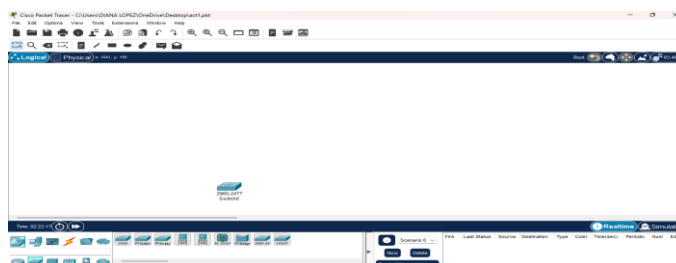 Cisco Packet Tracer - C:\Users\DIANA LOPEZ\OneDrive\Desktop\act1.pkt
File Edit Options View Tools Extensions Window Help
Logical Physical
Root
2960-24TT
Switch0
Time: 02:23:17
Realtime Simulat
Scenario 0
New Delete
Fire Last Status Source Destination Type Color Time(sec) Periodic Num Ed